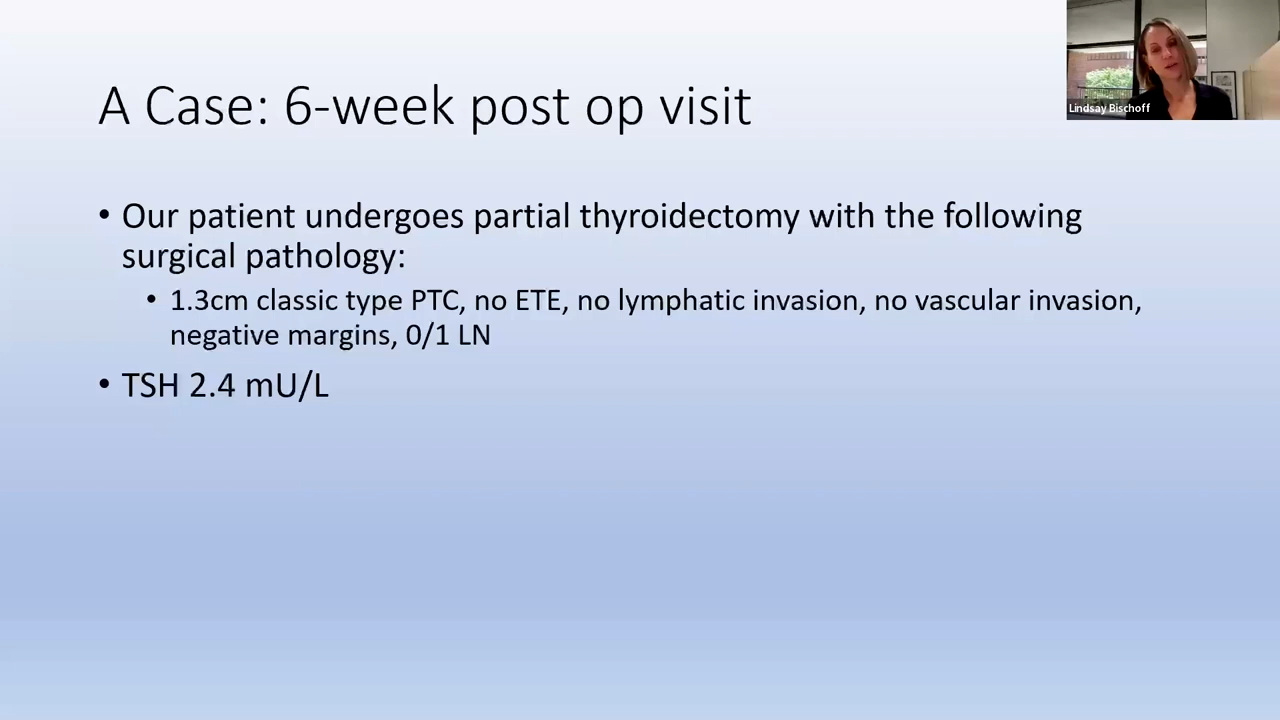 A Case: 6-week post op visit
Lindsay Bischoff
• Our patient undergoes partial thyroidectomy with the following
surgical pathology:
• 1.3cm classic type PTC, no ETE, no lymphatic invasion, no vascular invasion,
negative margins, 0/1 LN
• TSH 2.4 mU/L